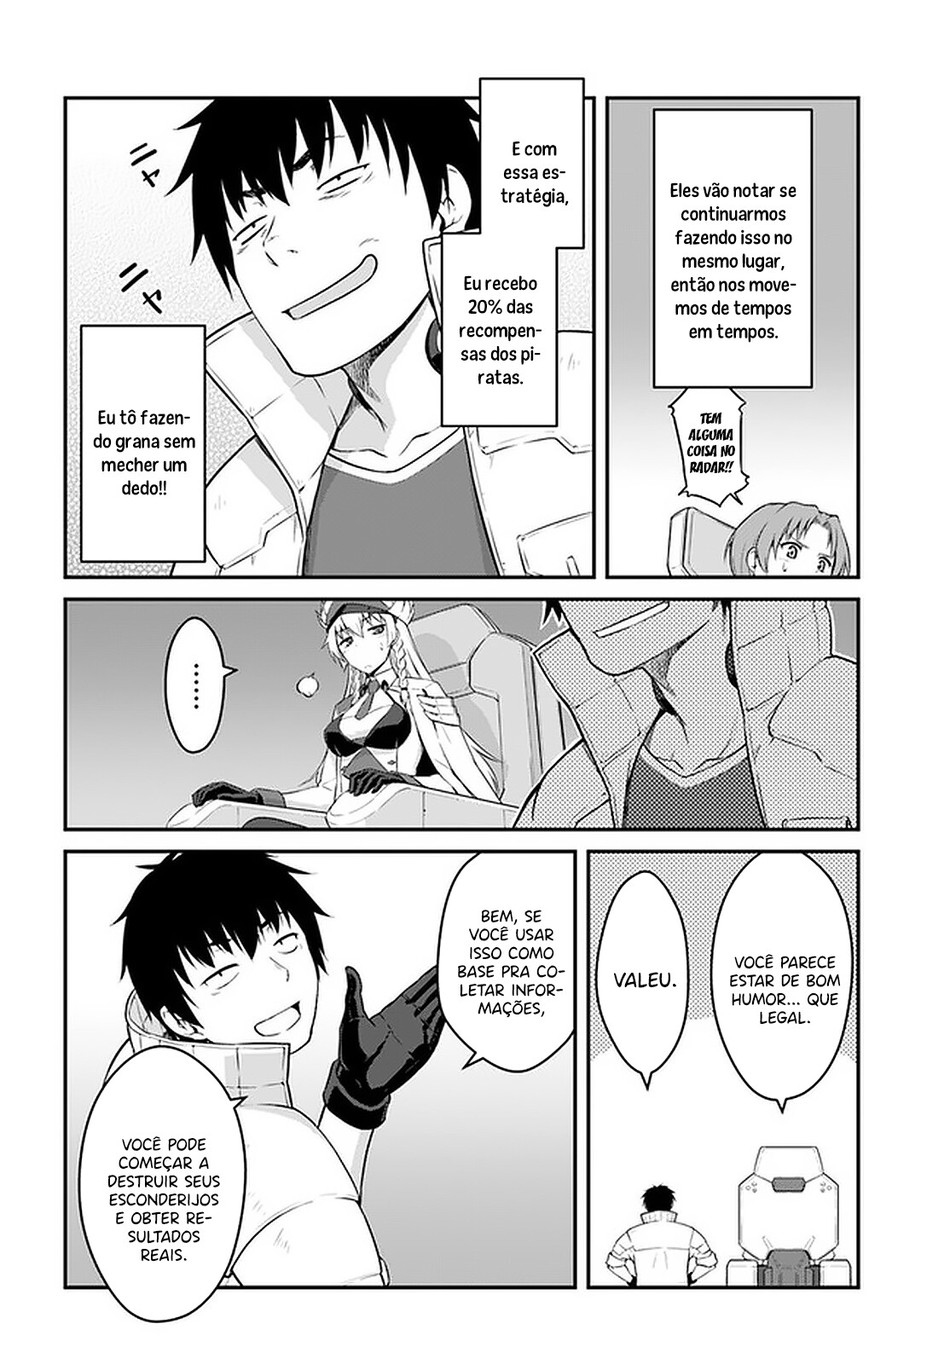 Eles vão notar se
continuarmos
fazendo isso no
mesmo lugar,
então nos move-
mos de tempos
em tempos.
TEM
ALGUMA
COISA NO
RADAR!!
E com
essa es-
tratégia,
Eu recebo
20% das
recompen-
sas dos pi-
ratas.
ニヤ
ニヤ
Eu tô fazen-
do grana sem
mecher um
dedo!!
......
VOCÊ PARECE
ESTAR DE BOM
HUMOR... QUE
LEGAL.
VALEU.
BEM, SE
VOCÊ USAR
ISSO COMO
BASE PRA CO-
LETAR INFOR-
MAÇÕES,
VOCÊ PODE
COMEÇAR A
DESTRUIR SEUS
ESCONDERIJOS
E OBTER RE-
SULTADOS
REAIS.